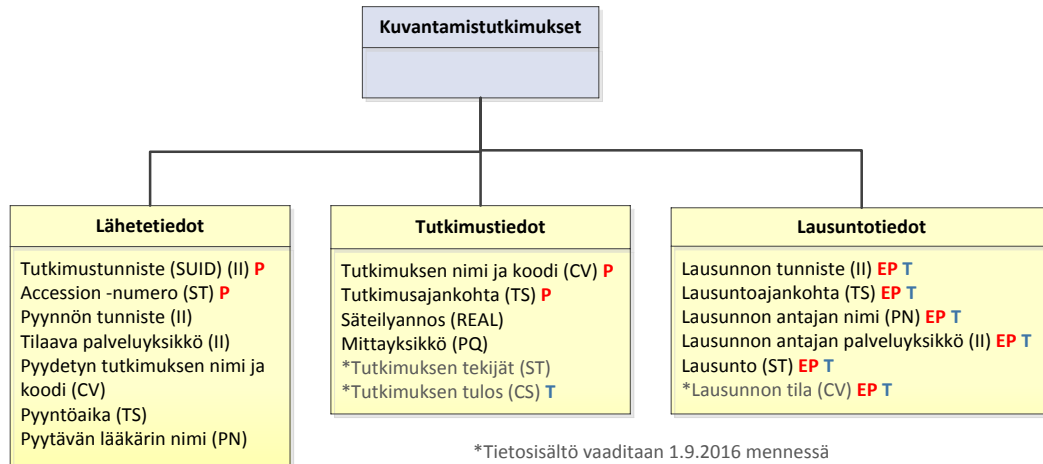 Kuvantamistutkimukset
Lähetetiedot
Tutkimustunniste (SUID) (II) P
Accession -numero (ST) P
Pyynnön tunniste (II)
Tilaava palveluyksikkö (II)
Pyydetyn tutkimuksen nimi ja
koodi (CV)
Pyyntöaika (TS)
Pyytävän lääkärin nimi (PN)
Tutkimustiedot
Tutkimuksen nimi ja koodi (CV) P
Tutkimusajankohta (TS) P
Säteilyannos (REAL)
Mittayksikkö (PQ)
*Tutkimuksen tekijät (ST)
*Tutkimuksen tulos (CS) T
Lausuntotiedot
Lausunnon tunniste (II) EP T
Lausuntoajankohta (TS) EP T
Lausunnon antajan nimi (PN) EP T
Lausunnon antajan palveluyksikkö (II) EP T
Lausunto (ST) EP T
*Lausunnon tila (CV) EP T
*Tietosisältö vaaditaan 1.9.2016 mennessä